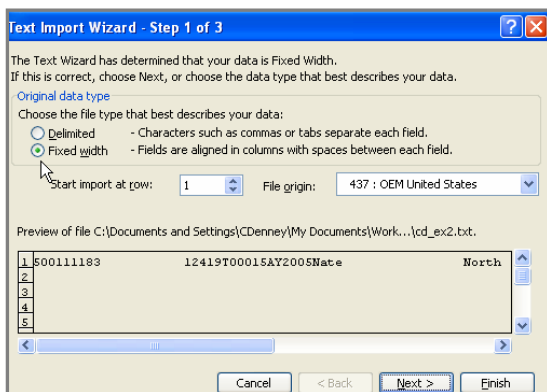 Text Import Wizard - Step 1 of 3
The Text Wizard has determined that your data is Fixed Width.
If this is correct, choose Next, or choose the data type that best describes your data.
Original data type
Choose the file type that best describes your data:
Delimited - Characters such as commas or tabs separate each field.
Fixed width - Fields are aligned in columns with spaces between each field.
Start import at row: 1 File origin: 437 : OEM United States
Preview of file C:\Documents and Settings\CDenney\My Documents\Work...\cd_ex2.txt.
1 500111183 12419T00015AY2005Nate North
2
3
4
5
Cancel < Back Next > Finish